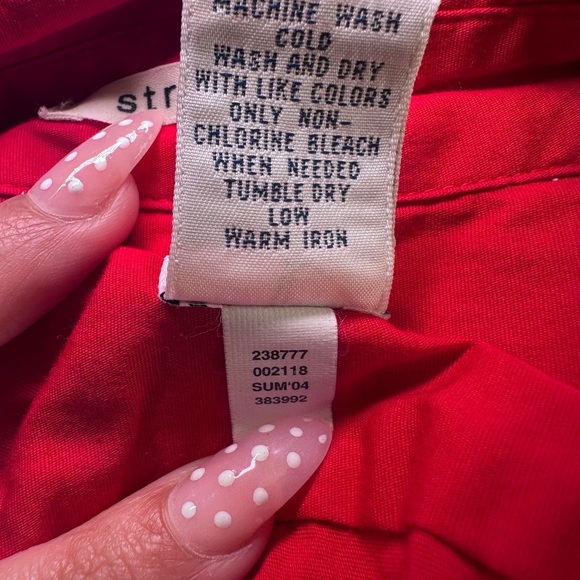 MACHINE WASH
COLD
WASH AND DRY
WITH LIKE COLORS
ONLY NON-
CHLORINE BLEACH
WHEN NEEDED
TUMBLE DRY
LOW
WARM IRON
str
238777
002118
SUM'04
383992